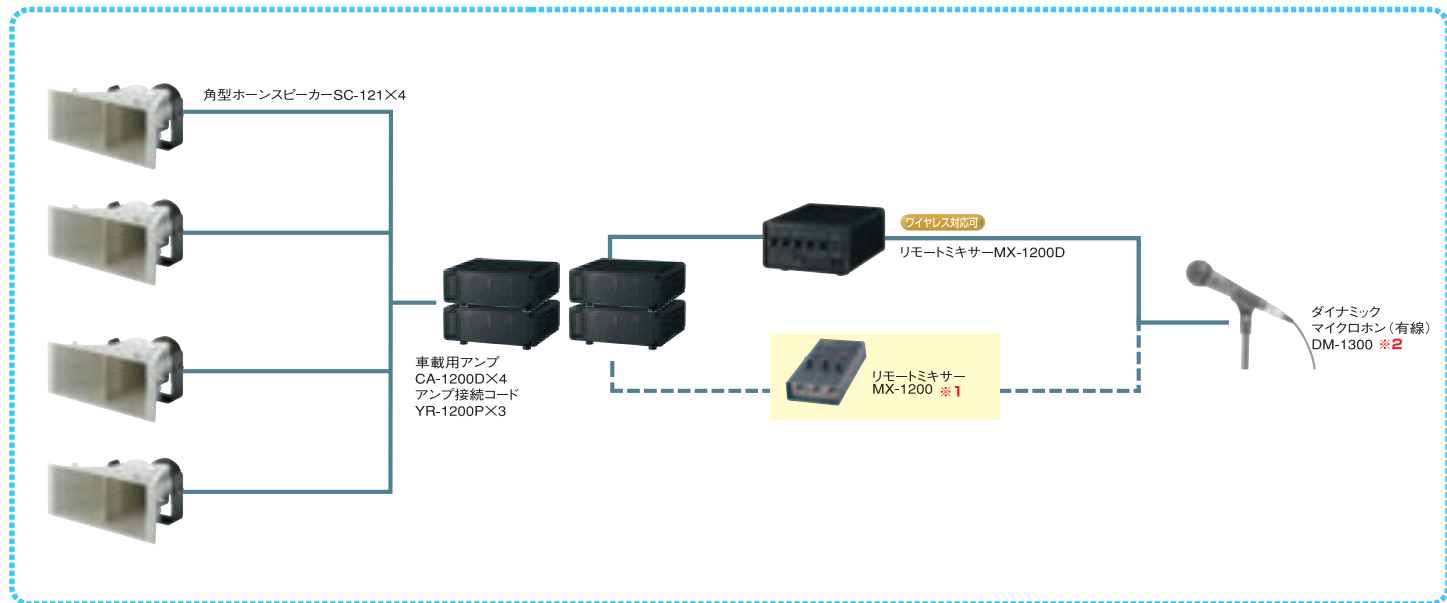 角型ホーンスピーカーSC-121×4
ワイヤレス対応可
リモートミキサーMX-1200D
車載用アンプ
CA-1200D×4
アンプ接続コード
YR-1200P×3
リモートミキサー
MX-1200 ※1
ダイナミック
マイクロホン(有線)
DM-1300 ※2